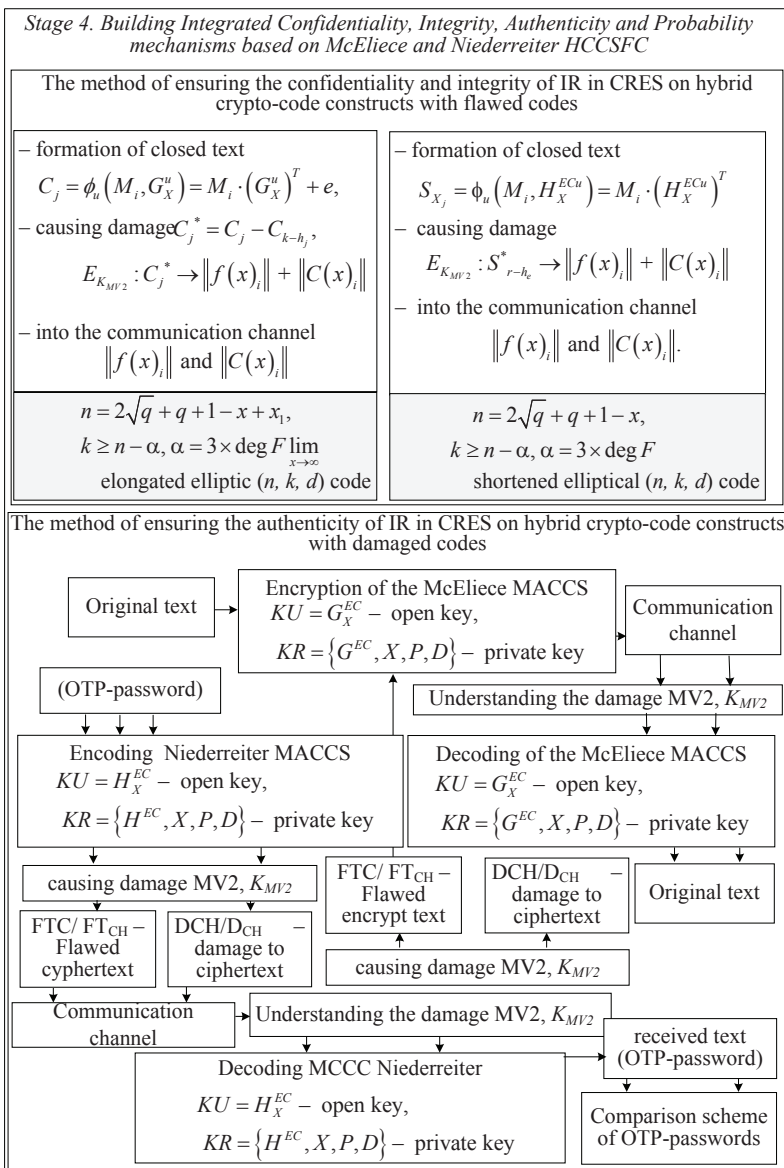 Stage 4. Building Integrated Confidentiality, Integrity, Authenticity and Probability
mechanisms based on McEliece and Niederreiter HCCSFC
The method of ensuring the confidentiality and integrity of IR in CRES on hybrid
crypto-code constructs with flawed codes
– formation of closed text
C_j = ϕ_u(M_i, G_X^u) = M_i · (G_X^u)^T + e,
– causing damage C_j^* = C_j – C_{k–h_j},
E_{K_{MV2}} : C_j^* → ||f(x)_i|| + ||C(x)_i||
– into the communication channel
||f(x)_i|| and ||C(x)_i||
n = 2√q + q + 1 – x + x_1,
k ≥ n – α, α = 3 × deg F lim_{x→∞}
elongated elliptic (n, k, d) code
– formation of closed text
S_{X_j} = ϕ_u(M_i, H_X^{ECu}) = M_i · (H_X^{ECu})^T
– causing damage
E_{K_{MV2}} : S^*_{r–h_e} → ||f(x)_i|| + ||C(x)_i||
– into the communication channel
||f(x)_i|| and ||C(x)_i||.
n = 2√q + q + 1 – x,
k ≥ n – α, α = 3 × deg F
shortened elliptical (n, k, d) code
The method of ensuring the authenticity of IR in CRES on hybrid crypto-code constructs
with damaged codes
Original text
Encryption of the McEliece MACCS
KU = G_X^{EC} – open key,
KR = {G^{EC}, X, P, D} – private key
Communication
channel
(OTP-password)
Understanding the damage MV2, K_{MV2}
Encoding Niederreiter MACCS
KU = H_X^{EC} – open key,
KR = {H^{EC}, X, P, D} – private key
Decoding of the McEliece MACCS
KU = G_X^{EC} – open key,
KR = {G^{EC}, X, P, D} – private key
causing damage MV2, K_{MV2}
FTC/ FT_{CH} –
Flawed
encrypt text
DCH/D_{CH} –
damage to
ciphertext
Original text
FTC/ FT_{CH} –
Flawed
cyphertext
DCH/D_{CH} –
damage to
ciphertext
causing damage MV2, K_{MV2}
Communication
channel
Understanding the damage MV2, K_{MV2}
received text
(OTP-password)
Decoding MCCC Niederreiter
KU = H_X^{EC} – open key,
KR = {H^{EC}, X, P, D} – private key
Comparison scheme
of OTP-passwords